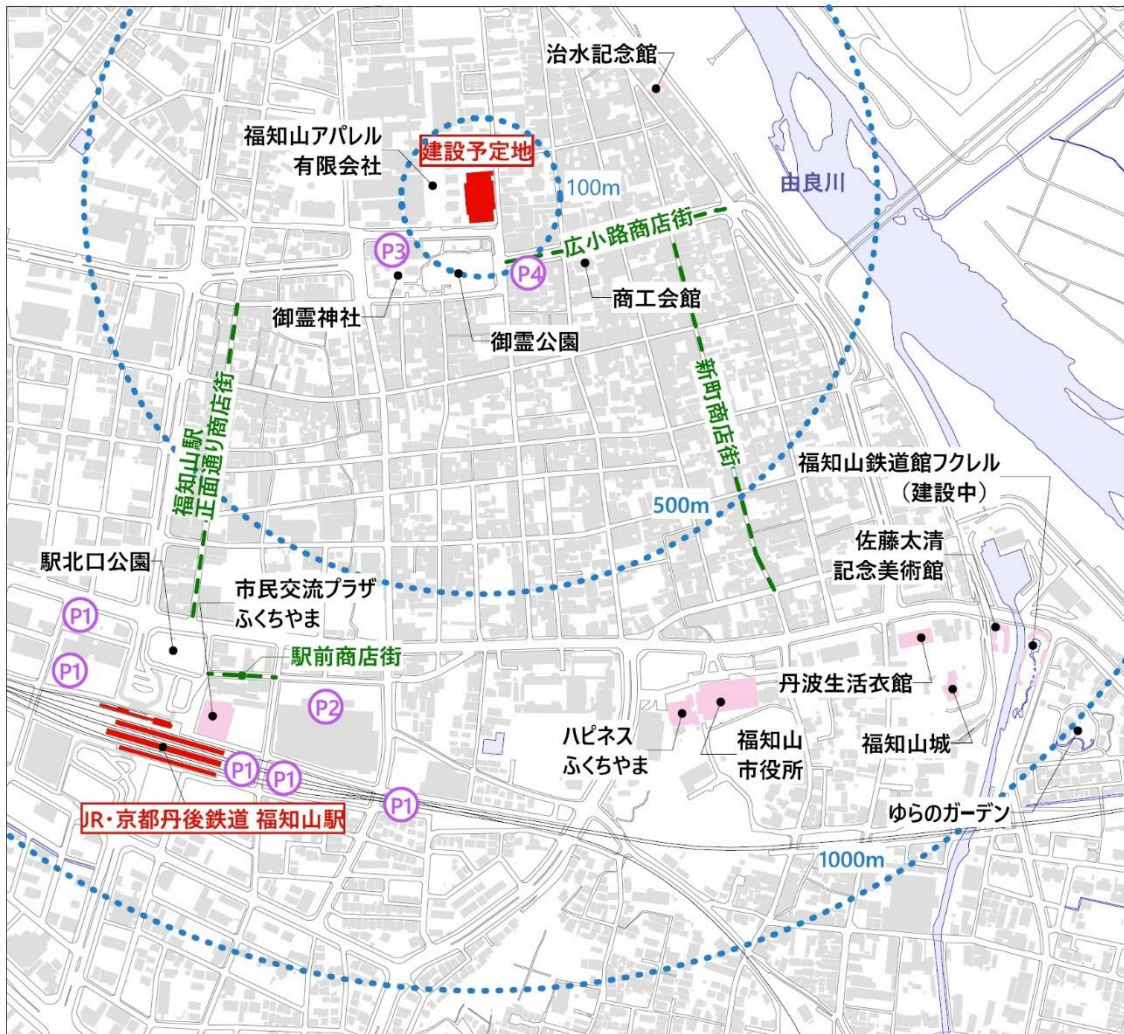 治水記念館
福知山アパレル
有限会社
建設予定地
100m
由良川
広小路商店街
P3
P4
商工会館
御霊神社
御霊公園
福知山駅
正面通り商店街
新町商店街
500m
福知山鉄道館フクレル
（建設中）
佐藤太清
記念美術館
駅北口公園
市民交流プラザ
ふくちやま
P1
P1
駅前商店街
P2
丹波生活衣館
ハピネス
ふくちやま
福知山
市役所
福知山城
P1
P1
P1
ゆらのガーデン
JR・京都丹後鉄道 福知山駅
1000m